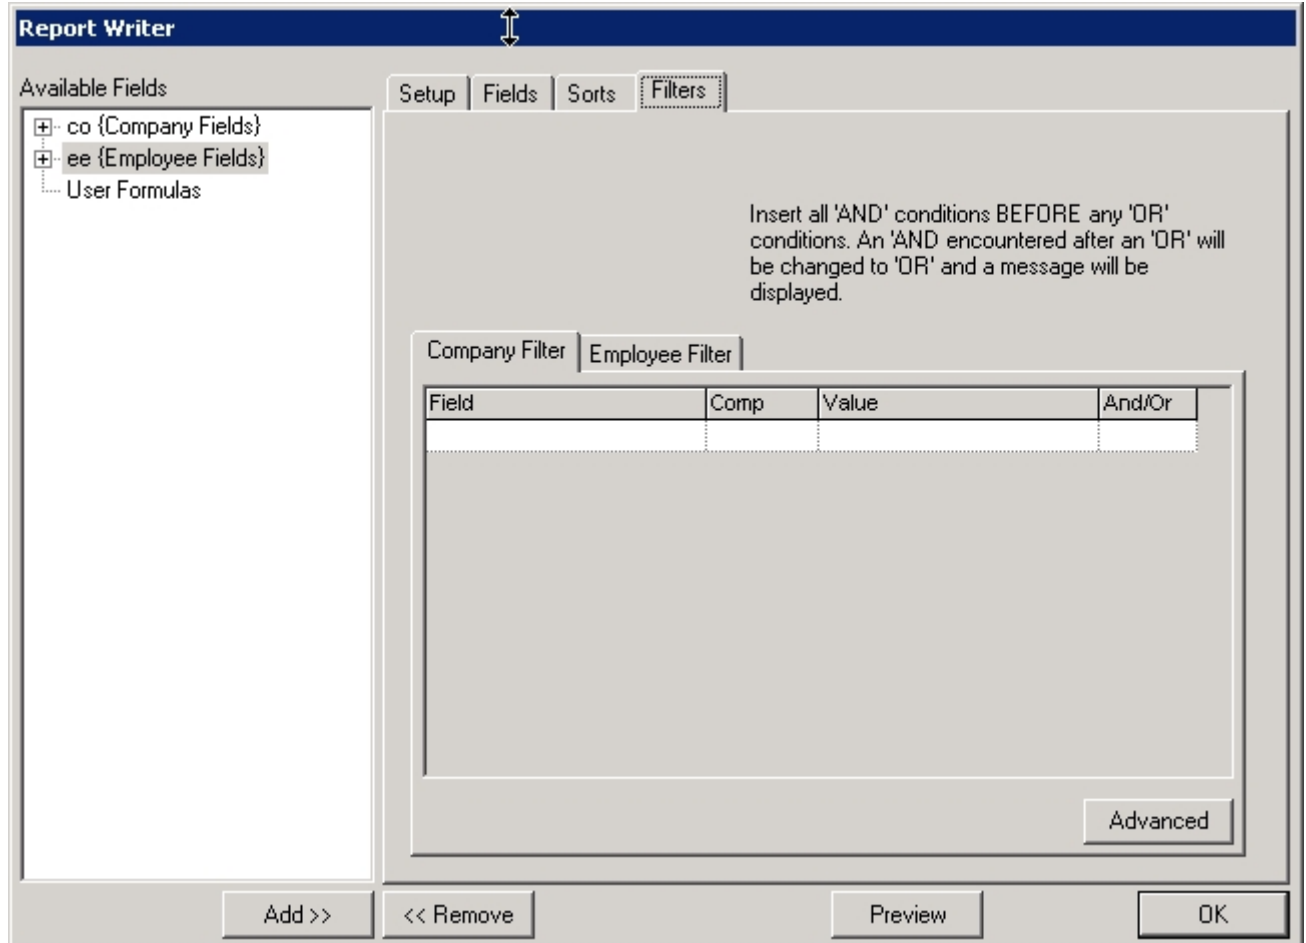 Report Writer
Available Fields
Setup
Fields
Sorts
Filters
co {Company Fields}
ee {Employee Fields}
User Formulas
Insert all 'AND' conditions BEFORE any 'OR'
conditions. An 'AND encountered after an 'OR' will
be changed to 'OR' and a message will be
displayed.
Company Filter
Employee Filter
Field
Comp
Value
And/Or
Advanced
Add >>
<< Remove
Preview
OK